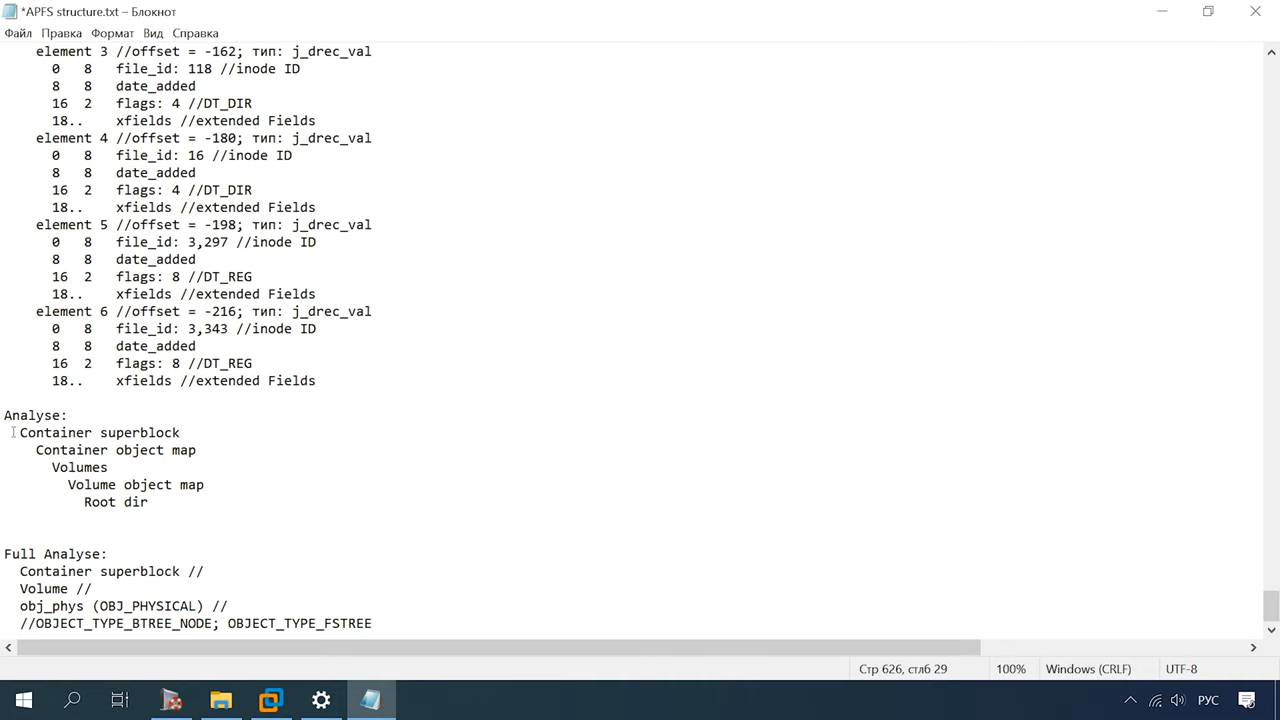 *APFS structure.txt – Блокнот
Файл Правка Формат Вид Справка
element 3 //offset = -162; тип: j_drec_val
0 8 file_id: 118 //inode ID
8 8 date_added
16 2 flags: 4 //DT_DIR
18.. xfields //extended Fields
element 4 //offset = -180; тип: j_drec_val
0 8 file_id: 16 //inode ID
8 8 date_added
16 2 flags: 4 //DT_DIR
18.. xfields //extended Fields
element 5 //offset = -198; тип: j_drec_val
0 8 file_id: 3,297 //inode ID
8 8 date_added
16 2 flags: 8 //DT_REG
18.. xfields //extended Fields
element 6 //offset = -216; тип: j_drec_val
0 8 file_id: 3,343 //inode ID
8 8 date_added
16 2 flags: 8 //DT_REG
18.. xfields //extended Fields
Analyse:
Container superblock
Container object map
Volumes
Volume object map
Root dir
Full Analyse:
Container superblock //
Volume //
obj_phys (OBJ_PHYSICAL) //
//OBJECT_TYPE_BTREE_NODE; OBJECT_TYPE_FSTREE
Стр 626, стлб 29 100% Windows (CRLF) UTF-8
РУС